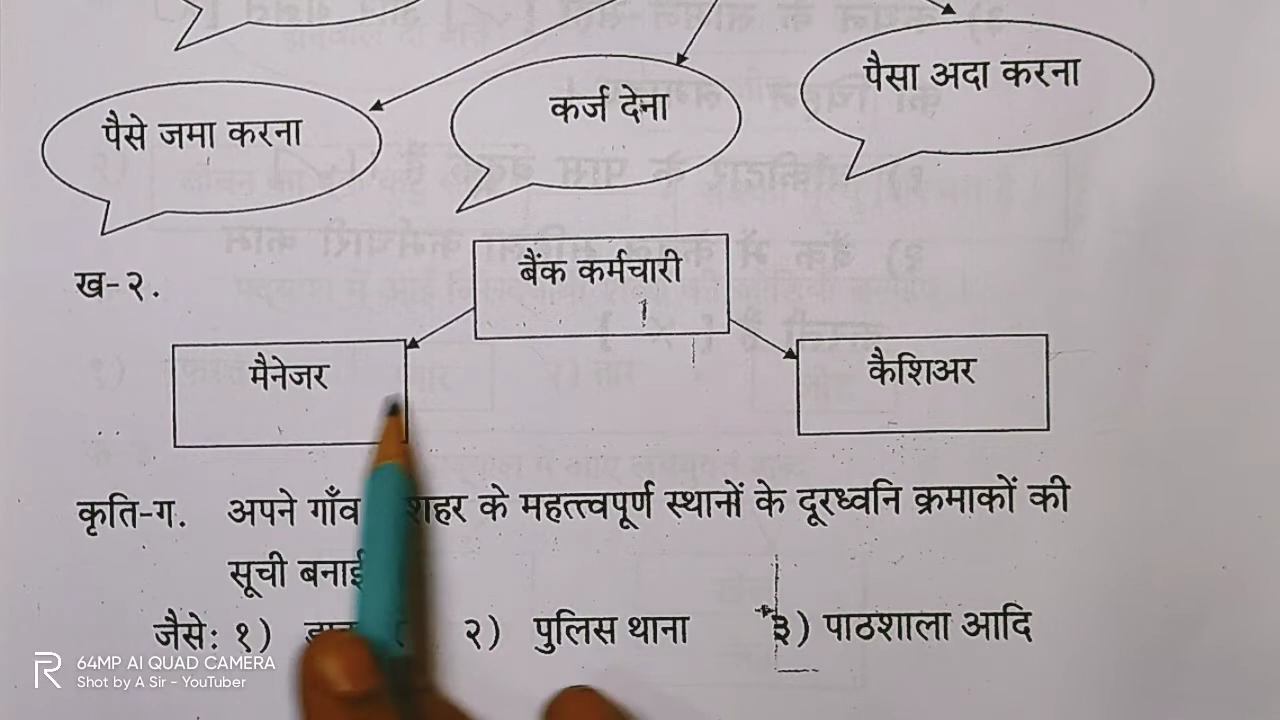 पैसे जमा करना
कर्ज देना
पैसा अदा करना
ख-२.
बैंक कर्मचारी
मैनेजर
कैशिअर
कृति-ग. अपने गाँव शहर के महत्त्वपूर्ण स्थानों के दूरध्वनि क्रमाकों की
सूची
जैसेः १) २) पुलिस थाना ३) पाठशाला आदि
64MP AI QUAD CAMERA
Shot by A Sir - YouTuber